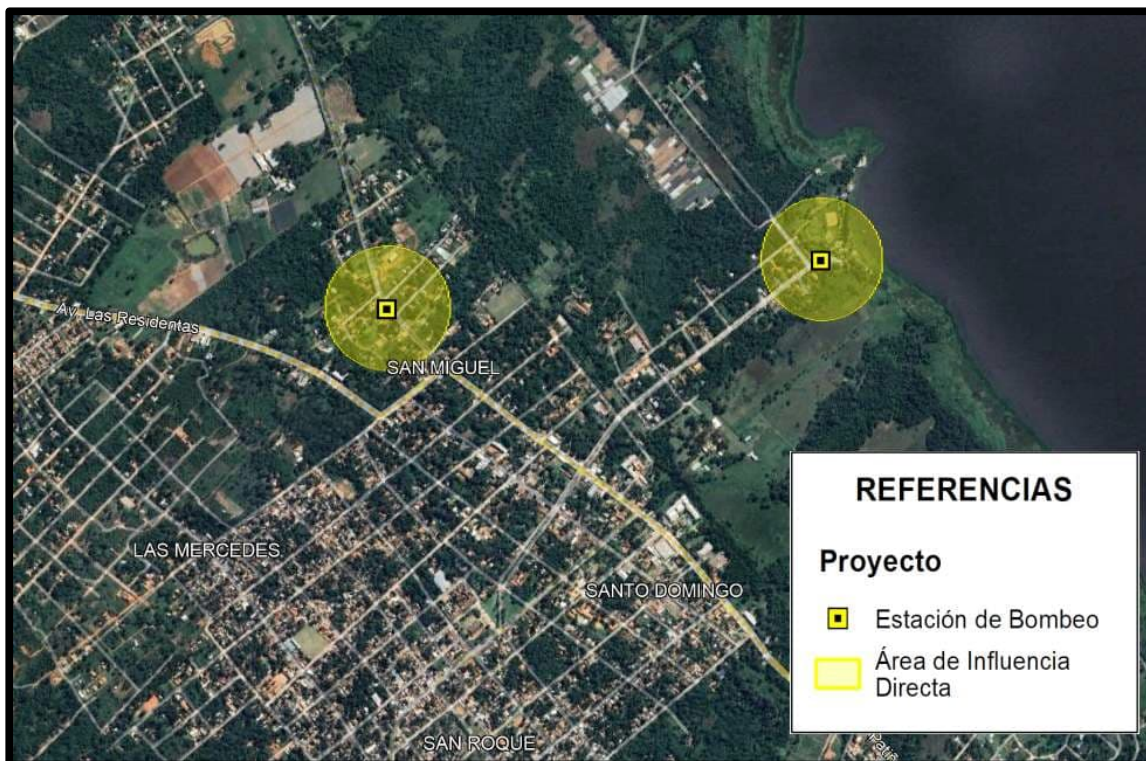 Av. Las Residentas
SAN MIGUEL
LAS MERCEDES
SANTO DOMINGO
SAN ROQUE
REFERENCIAS
Proyecto
Estación de Bombeo
Área de Influencia
Directa